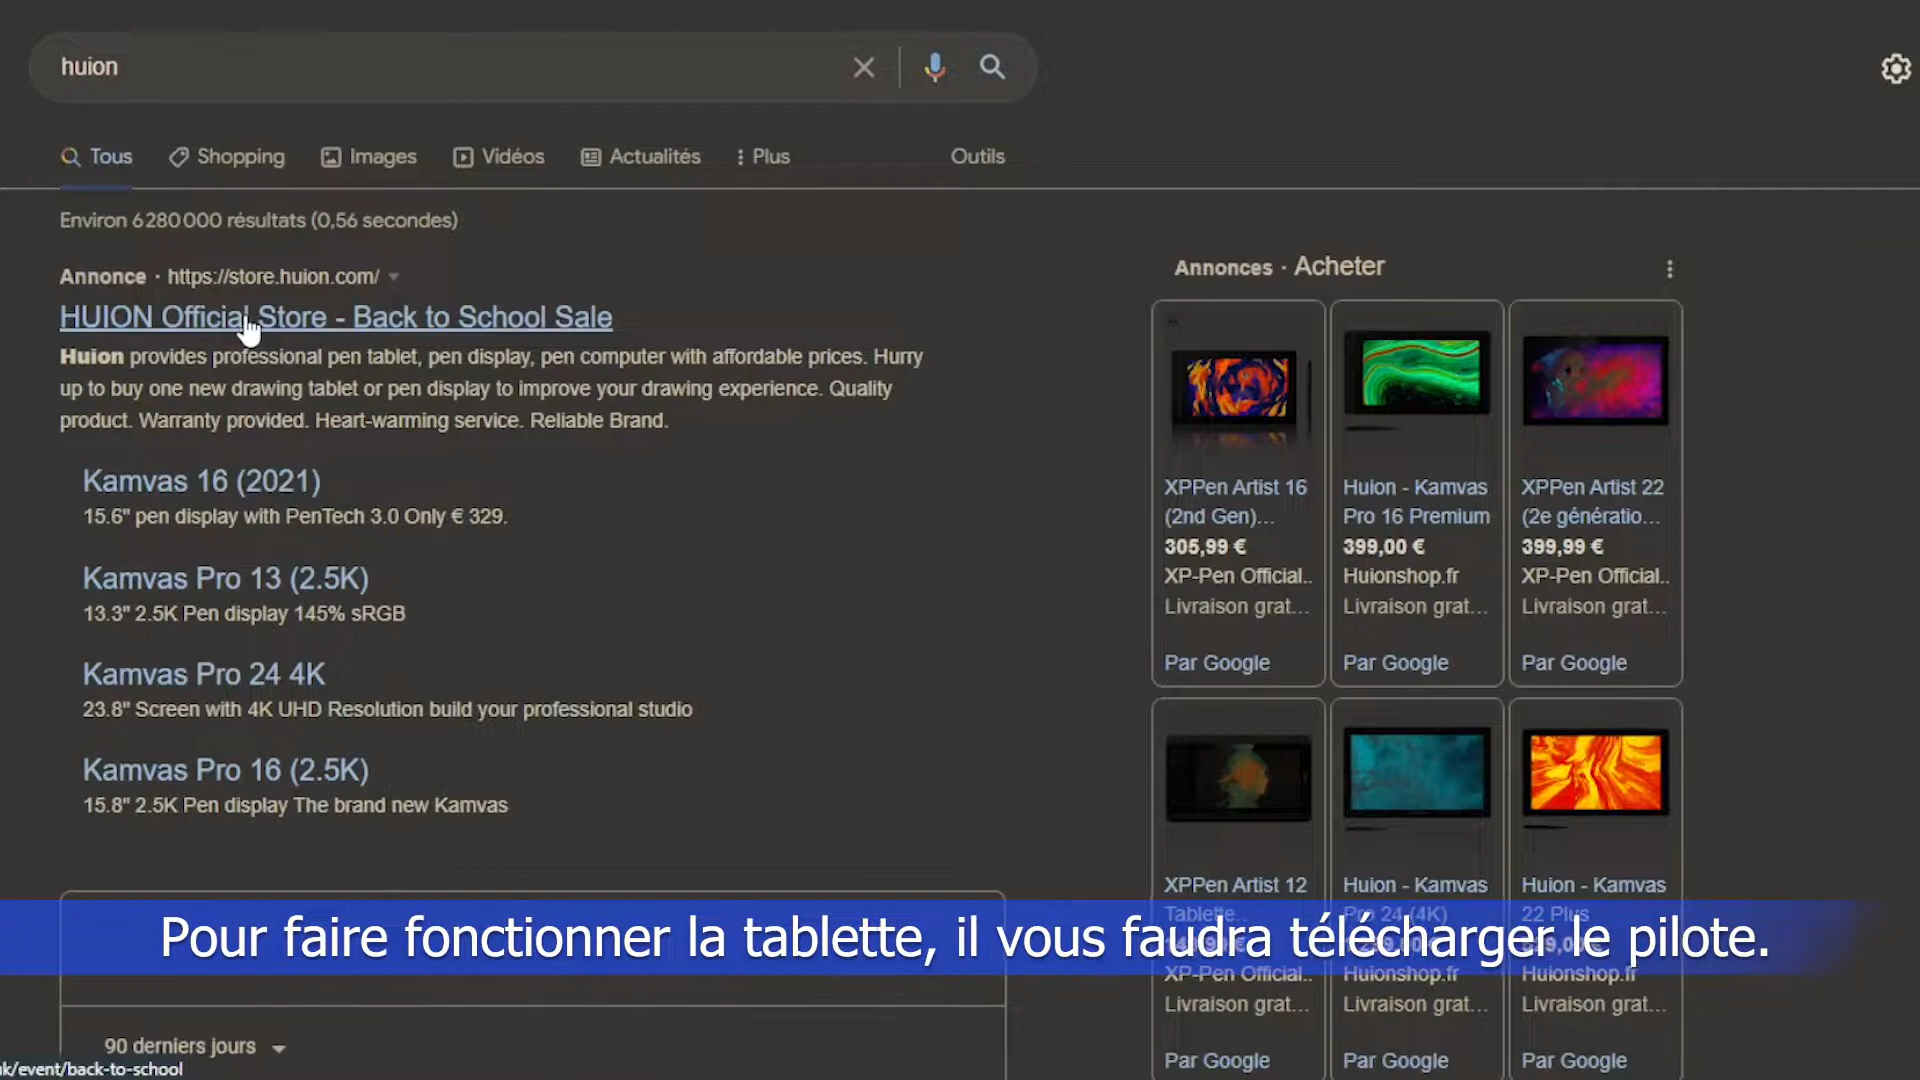 huion
Tous
Shopping
Images
Vidéos
Actualités
Plus
Outils
Environ 6 280 000 résultats (0,56 secondes)
Annonce · https://store.huion.com/
HUION Official Store - Back to School Sale
Huion provides professional pen tablet, pen display, pen computer with affordable prices. Hurry
up to buy one new drawing tablet or pen display to improve your drawing experience. Quality
product. Warranty provided. Heart-warming service. Reliable Brand.
Kamvas 16 (2021)
15.6" pen display with PenTech 3.0 Only € 329.
Kamvas Pro 13 (2.5K)
13.3" 2.5K Pen display 145% sRGB
Kamvas Pro 24 4K
23.8" Screen with 4K UHD Resolution build your professional studio
Kamvas Pro 16 (2.5K)
15.8" 2.5K Pen display The brand new Kamvas
Annonces · Acheter
XPPen Artist 16
(2nd Gen)...
305,99 €
XP-Pen Official..
Livraison grat...
Par Google
Huion - Kamvas
Pro 16 Premium
399,00 €
Huionshop.fr
Livraison grat...
Par Google
XPPen Artist 22
(2e génératio...
399,99 €
XP-Pen Official..
Livraison grat...
Par Google
XPPen Artist 12
Tablette..
XP-Pen Official..
Livraison grat...
Par Google
Huion - Kamvas
Pro 24 (4K)
Huionshop.fr
Livraison grat...
Par Google
Huion - Kamvas
22 Plus
Huionshop.fr
Livraison grat...
Par Google
Pour faire fonctionner la tablette, il vous faudra télécharger le pilote.
90 derniers jours
k/event/back-to-school